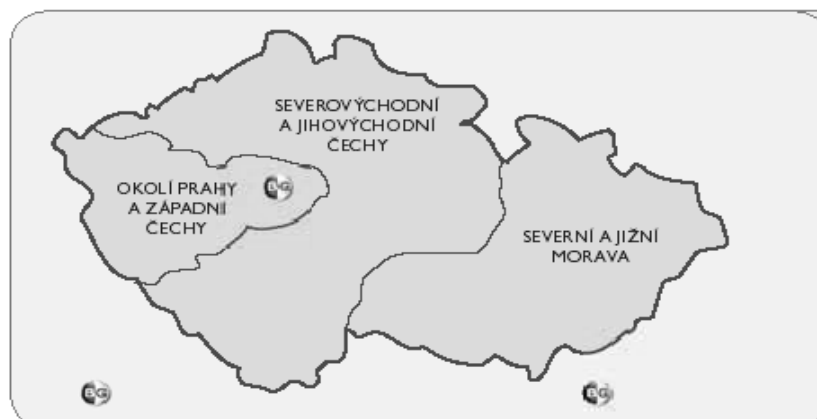 SEVEROVÝCHODNÍ
A JIHOVÝCHODNÍ
ČECHY
OKOLÍ PRAHY
A ZÁPADNÍ
ČECHY
SEVERNÍ A JIŽNÍ
MORAVA